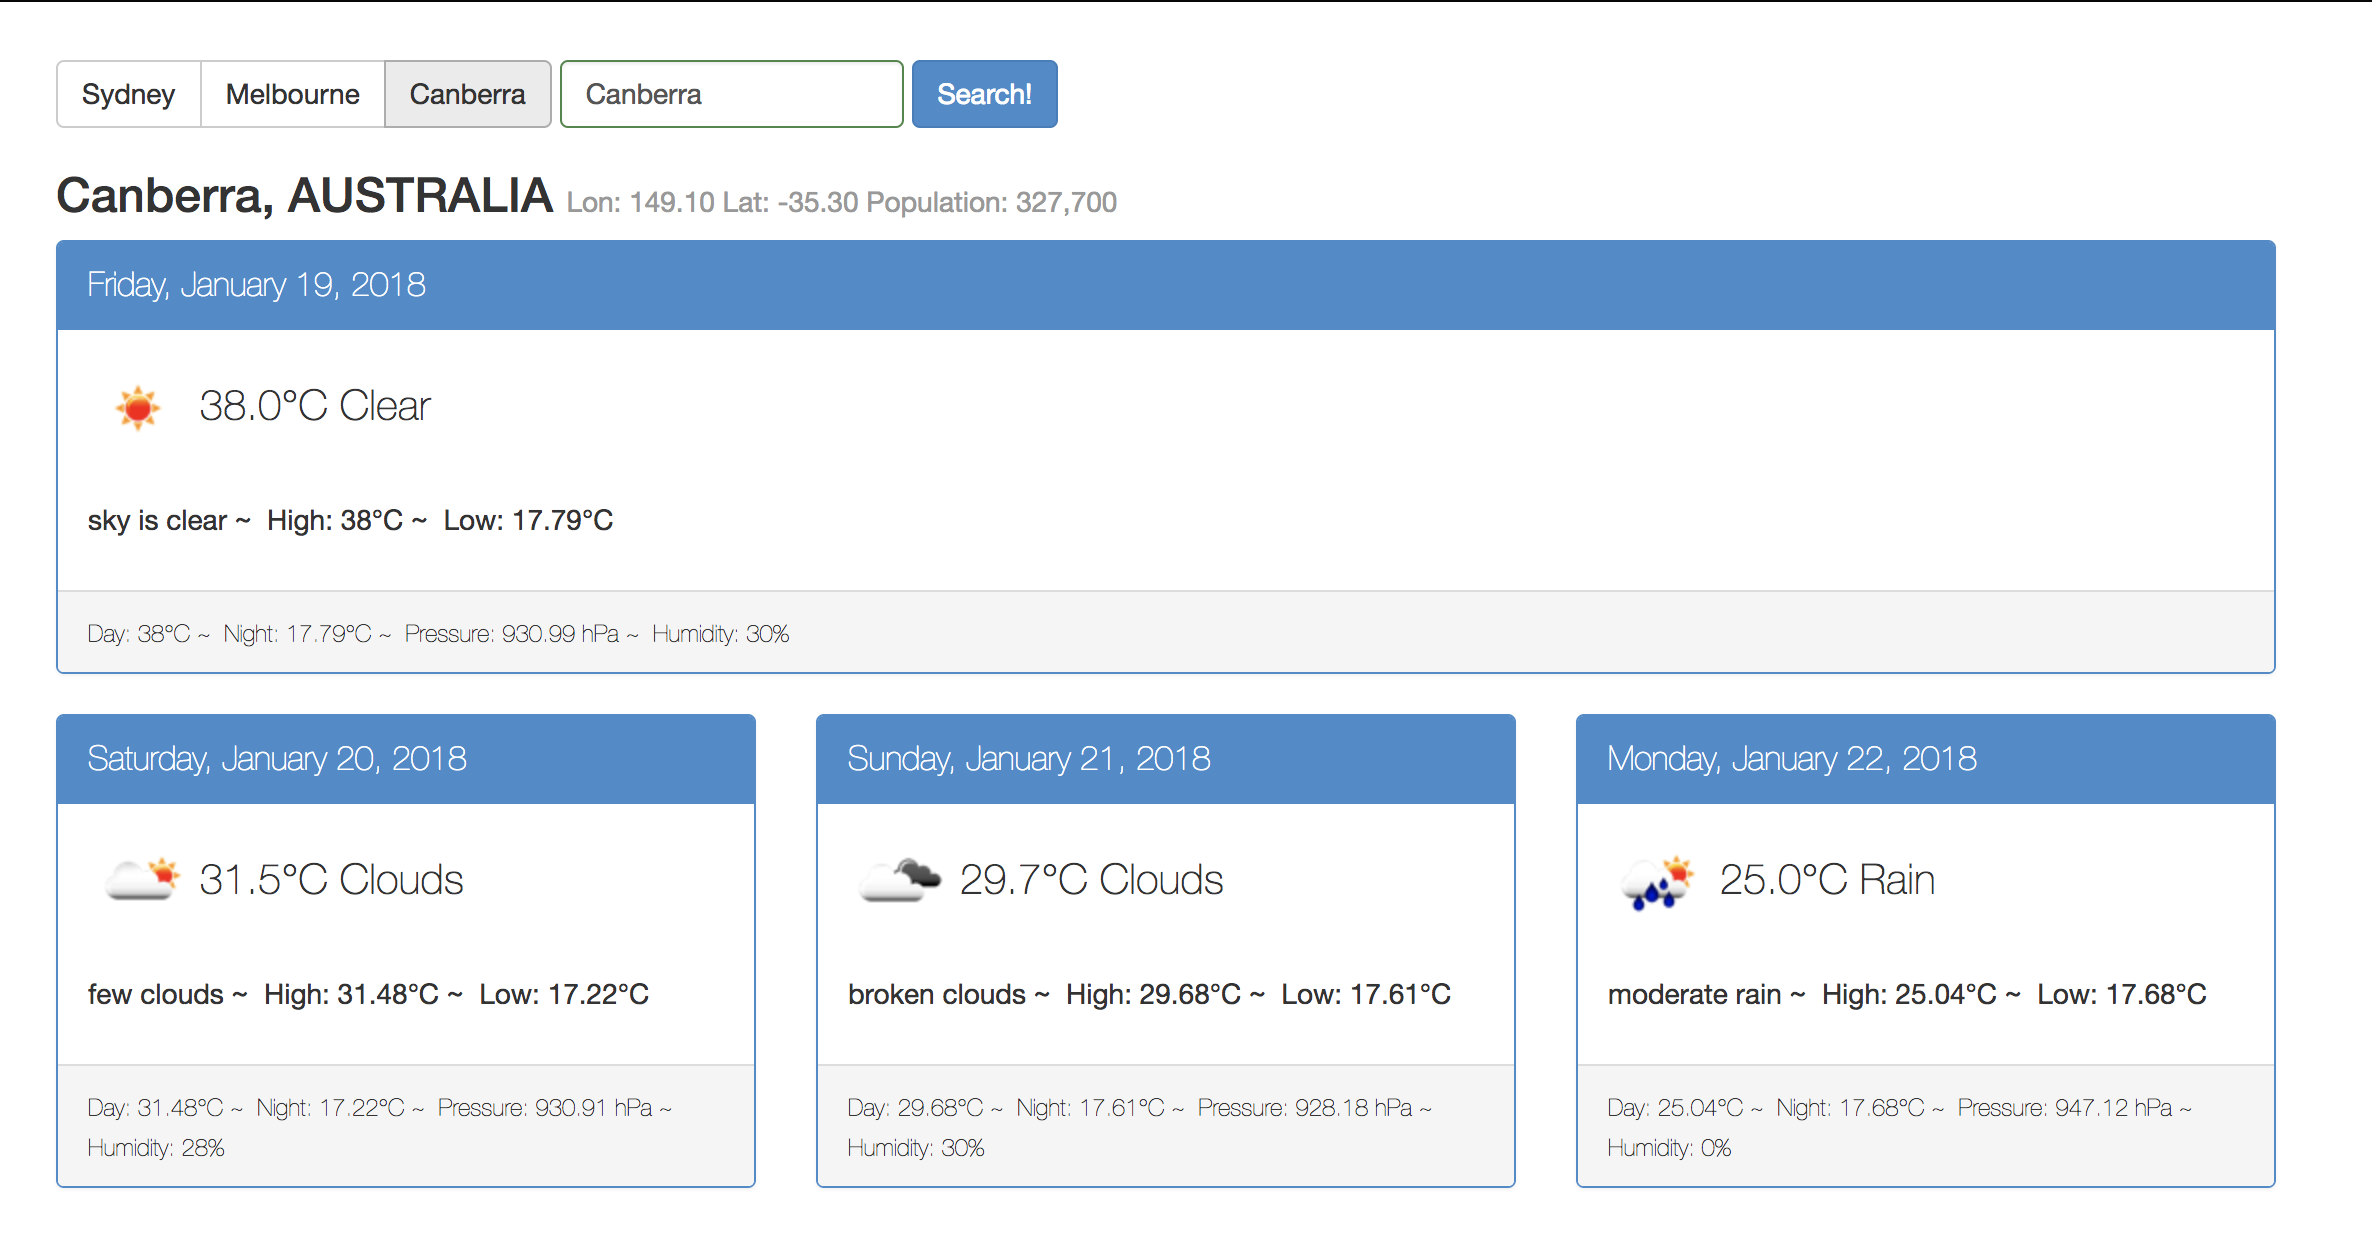 Sydney Melbourne Canberra Canberra Search!
Canberra, AUSTRALIA Lon: 149.10 Lat: -35.30 Population: 327,700
Friday, January 19, 2018
38.0°C Clear
sky is clear ~ High: 38°C ~ Low: 17.79°C
Day: 38°C ~ Night: 17.79°C ~ Pressure: 930.99 hPa ~ Humidity: 30%
Saturday, January 20, 2018
31.5°C Clouds
few clouds ~ High: 31.48°C ~ Low: 17.22°C
Day: 31.48°C ~ Night: 17.22°C ~ Pressure: 930.91 hPa ~
Humidity: 28%
Sunday, January 21, 2018
29.7°C Clouds
broken clouds ~ High: 29.68°C ~ Low: 17.61°C
Day: 29.68°C ~ Night: 17.61°C ~ Pressure: 928.18 hPa ~
Humidity: 30%
Monday, January 22, 2018
25.0°C Rain
moderate rain ~ High: 25.04°C ~ Low: 17.68°C
Day: 25.04°C ~ Night: 17.68°C ~ Pressure: 947.12 hPa ~
Humidity: 0%